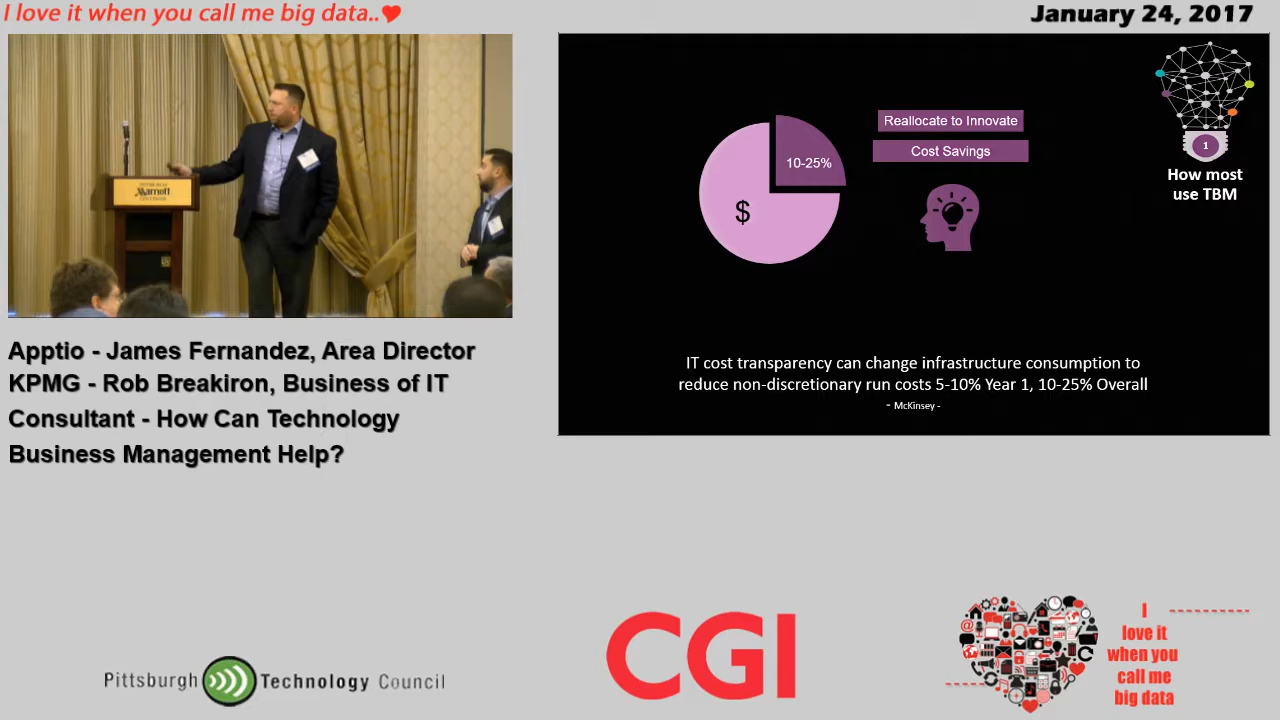 I love it when you call me big data..
January 24, 2017
Marriott
10-25%
$
Reallocate to Innovate
Cost Savings
1
How most
use TBM
IT cost transparency can change infrastructure consumption to
reduce non-discretionary run costs 5-10% Year 1, 10-25% Overall
- McKinsey -
Apptio - James Fernandez, Area Director
KPMG - Rob Breakiron, Business of IT
Consultant - How Can Technology
Business Management Help?
Pittsburgh Technology Council
CGI
I
love it
when you
call me
big data